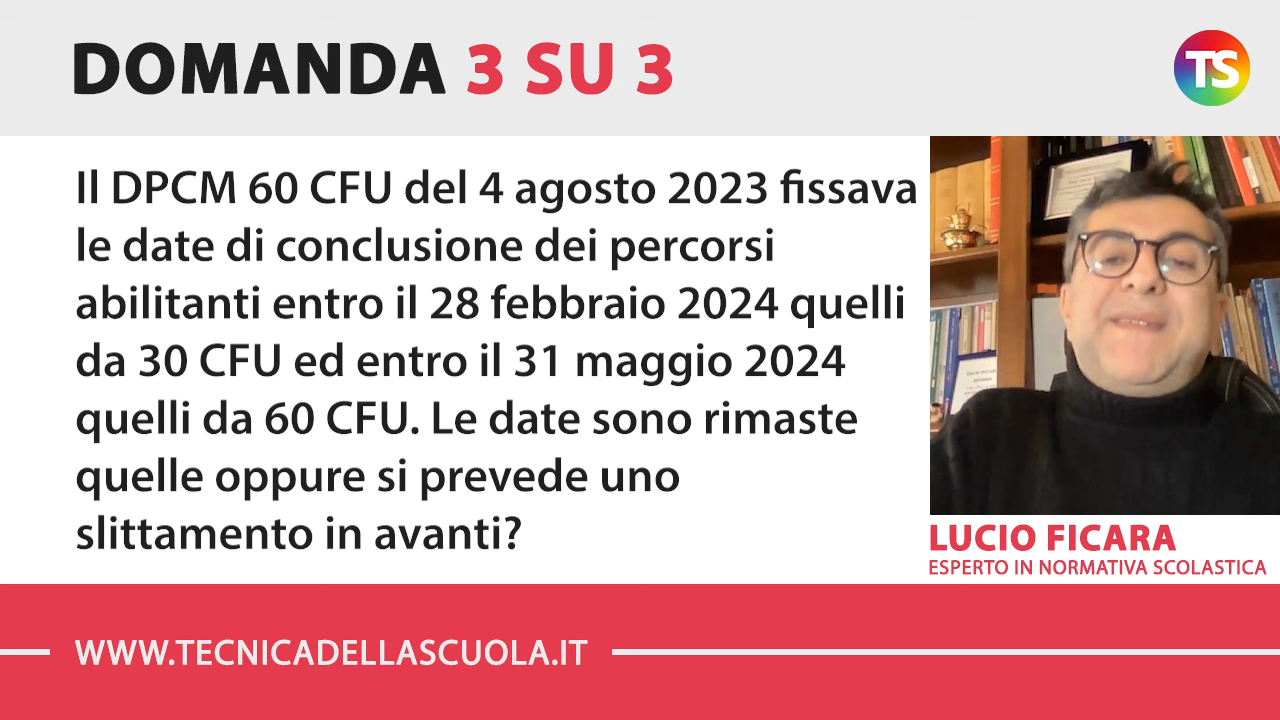 DOMANDA 3 SU 3
TS
Il DPCM 60 CFU del 4 agosto 2023 fissava
le date di conclusione dei percorsi
abilitanti entro il 28 febbraio 2024 quelli
da 30 CFU ed entro il 31 maggio 2024
quelli da 60 CFU. Le date sono rimaste
quelle oppure si prevede uno
slittamento in avanti?
LUCIO FICARA
ESPERTO IN NORMATIVA SCOLASTICA
WWW.TECNICADELLASCUOLA.IT